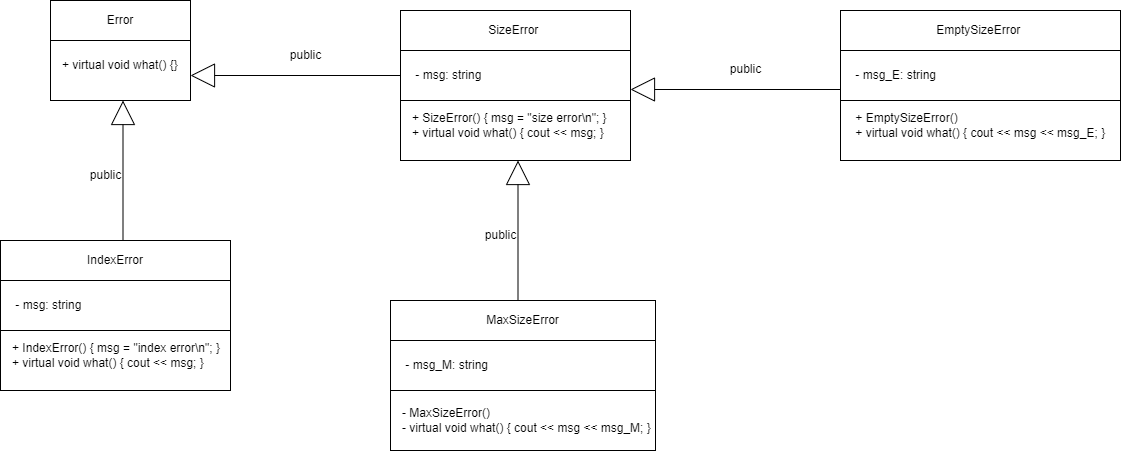 Error
+ virtual void what() {}
public
SizeError
- msg: string
+ SizeError() { msg = "size error\n"; }
+ virtual void what() { cout << msg; }
public
EmptySizeError
- msg_E: string
+ EmptySizeError()
+ virtual void what() { cout << msg << msg_E; }
public
IndexError
- msg: string
+ IndexError() { msg = "index error\n"; }
+ virtual void what() { cout << msg; }
public
MaxSizeError
- msg_M: string
- MaxSizeError()
- virtual void what() { cout << msg << msg_M; }